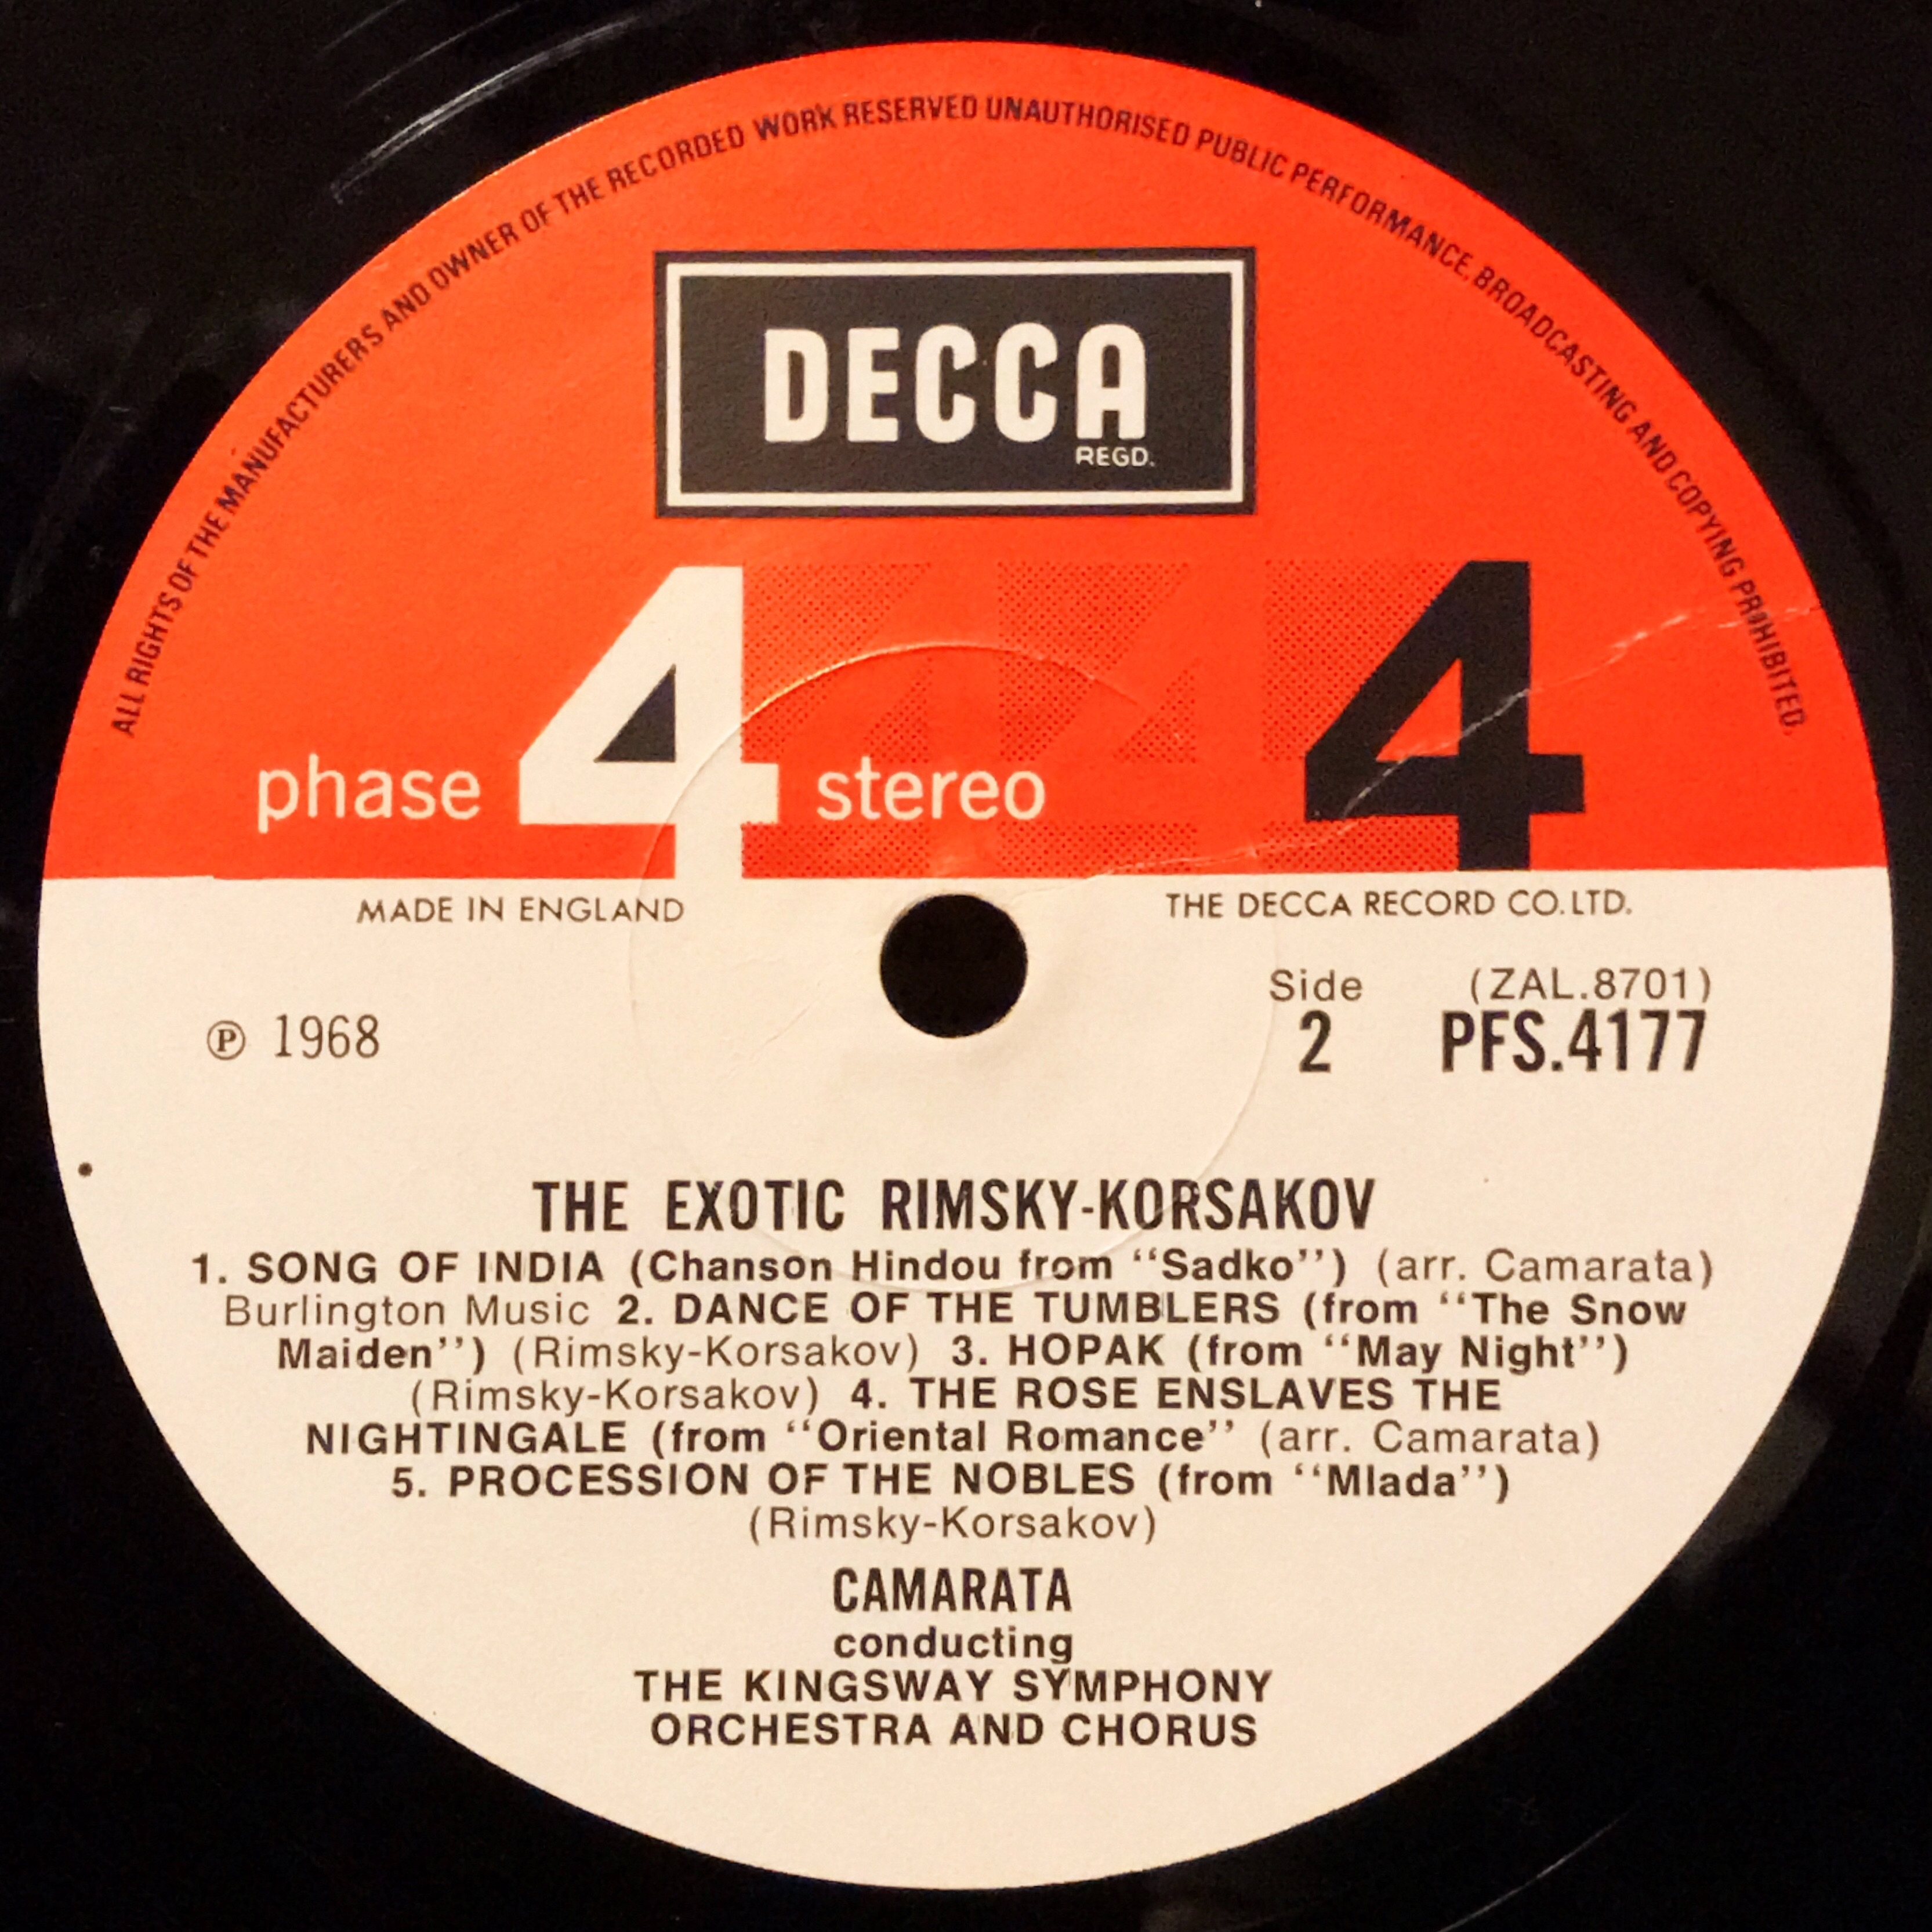 ALL RIGHTS OF THE MANUFACTURERS AND OWNER OF THE RECORDED WORK RESERVED UNAUTHORISED PUBLIC PERFORMANCE, BROADCASTING AND COPYING PROHIBITED.
DECCA
REGD.
phase 4 stereo 4
MADE IN ENGLAND
THE DECCA RECORD CO. LTD.
Side (ZAL.8701)
2 PFS.4177
℗ 1968
THE EXOTIC RIMSKY-KORSAKOV
1. SONG OF INDIA (Chanson Hindou from ‘‘Sadko’’) (arr. Camarata)
Burlington Music 2. DANCE OF THE TUMBLERS (from ‘‘The Snow
Maiden’’) (Rimsky-Korsakov) 3. HOPAK (from ‘‘May Night’’)
(Rimsky-Korsakov) 4. THE ROSE ENSLAVES THE
NIGHTINGALE (from ‘‘Oriental Romance’’ (arr. Camarata)
5. PROCESSION OF THE NOBLES (from ‘‘Mlada’’)
(Rimsky-Korsakov)
CAMARATA
conducting
THE KINGSWAY SYMPHONY
ORCHESTRA AND CHORUS